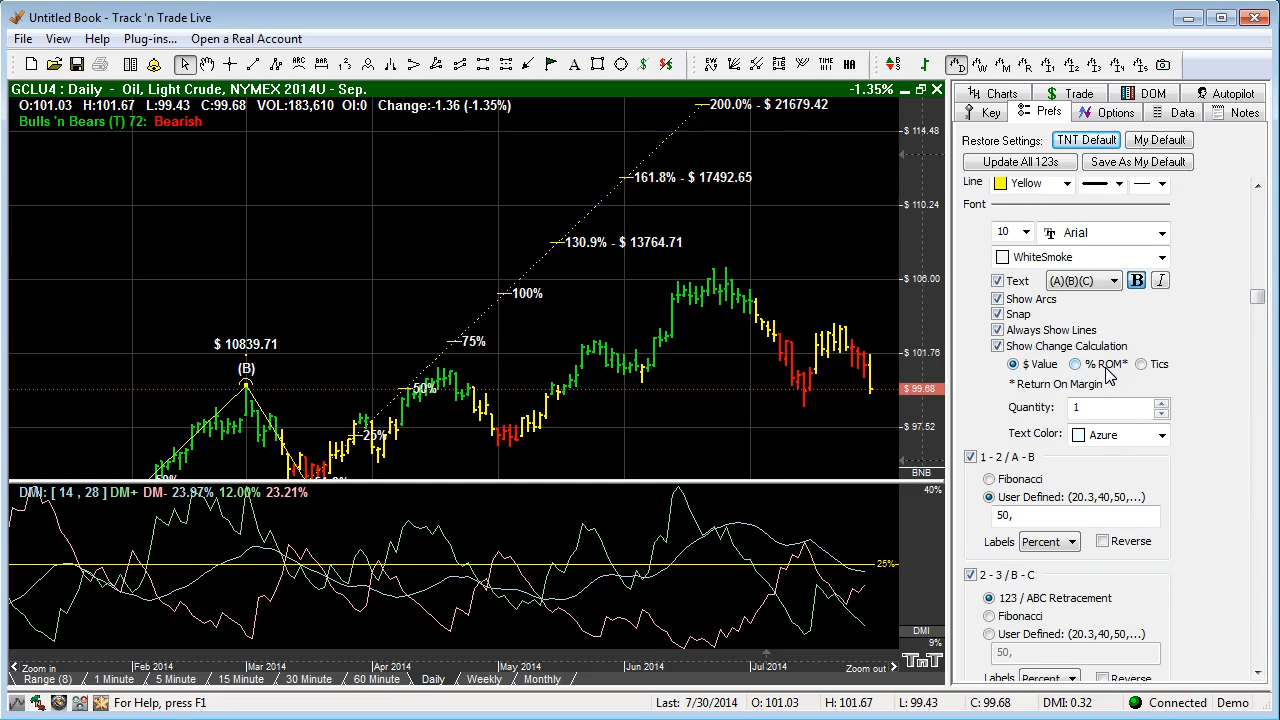 Untitled Book - Track 'n Trade Live
File View Help Plug-ins... Open a Real Account
GCLU4: Daily - Oil, Light Crude, NYMEX 2014U - Sep. -1.35%
O:101.03 H:101.67 L:99.43 C:99.68 VOL:183,610 OI:0 Change:-1.36 (-1.35%)
Bulls 'n Bears (T) 72: Bearish
200.0% - $ 21679.42
161.8% - $ 17492.65
130.9% - $ 13764.71
100%
75%
50%
25%
$ 10839.71
(B)
$ 114.48
$ 110.24
$ 106.00
$ 101.76
$ 99.68
$ 97.52
BNB
DMI: [ 14 , 28 ] DM+ DM- 23.97% 12.00% 23.21%
40%
25%
DMI
9%
Zoom in Feb 2014 Mar 2014 Apr 2014 May 2014 Jun 2014 Jul 2014 Zoom out
TNT
Range (8) 1 Minute 5 Minute 15 Minute 30 Minute 60 Minute Daily Weekly Monthly
Charts Trade DOM Autopilot
Key Prefs Options Data Notes
Restore Settings: TNT Default My Default
Update All 123s Save As My Default
Line Yellow
Font
10 Arial
WhiteSmoke
Text (A)(B)(C) B I
Show Arcs
Snap
Always Show Lines
Show Change Calculation
$ Value % ROM* Tics
* Return On Margin
Quantity: 1
Text Color: Azure
1 - 2 / A - B
Fibonacci
User Defined: (20.3,40,50,...)
50,
Labels Percent Reverse
2 - 3 / B - C
123 / ABC Retracement
Fibonacci
User Defined: (20.3,40,50,...)
50,
Labels Percent Reverse
For Help, press F1 Last: 7/30/2014 O: 101.03 H: 101.67 L: 99.43 C: 99.68 DMI: 0.32 Connected Demo